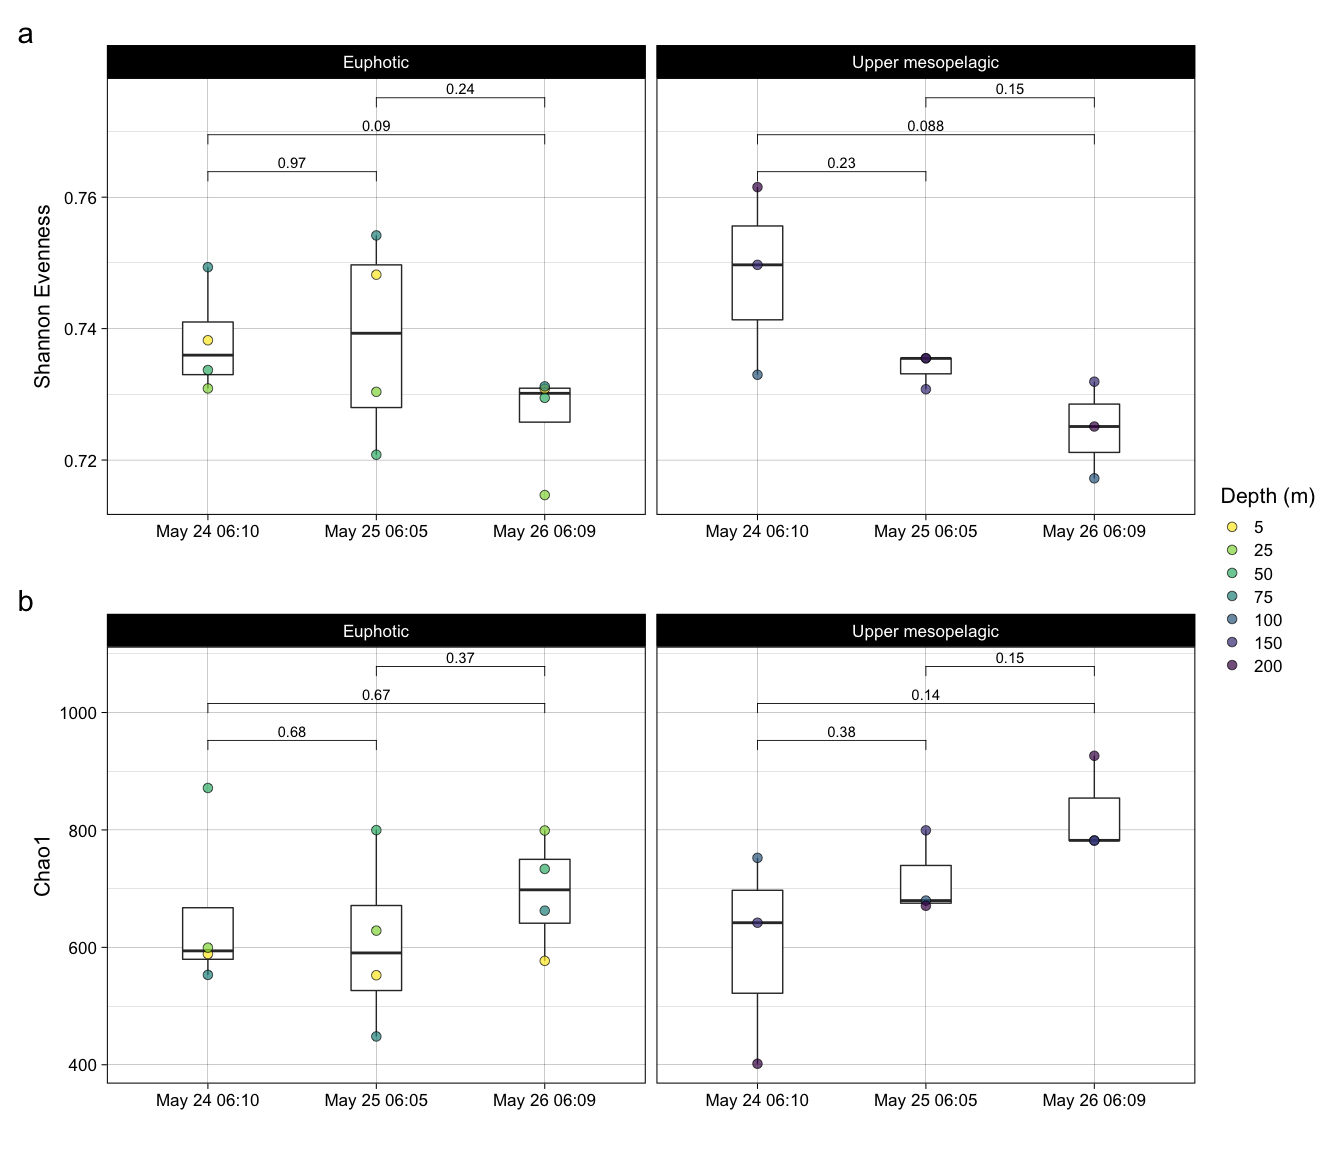 a
Euphotic
Upper mesopelagic
0.24
0.15
0.09
0.088
0.97
0.23
0.76
0.74
0.72
Shannon Evenness
May 24 06:10
May 25 06:05
May 26 06:09
May 24 06:10
May 25 06:05
May 26 06:09
Depth (m)
5
25
50
75
100
150
200
b
Euphotic
Upper mesopelagic
0.37
0.15
0.67
0.14
0.68
0.38
1000
800
600
400
Chao1
May 24 06:10
May 25 06:05
May 26 06:09
May 24 06:10
May 25 06:05
May 26 06:09